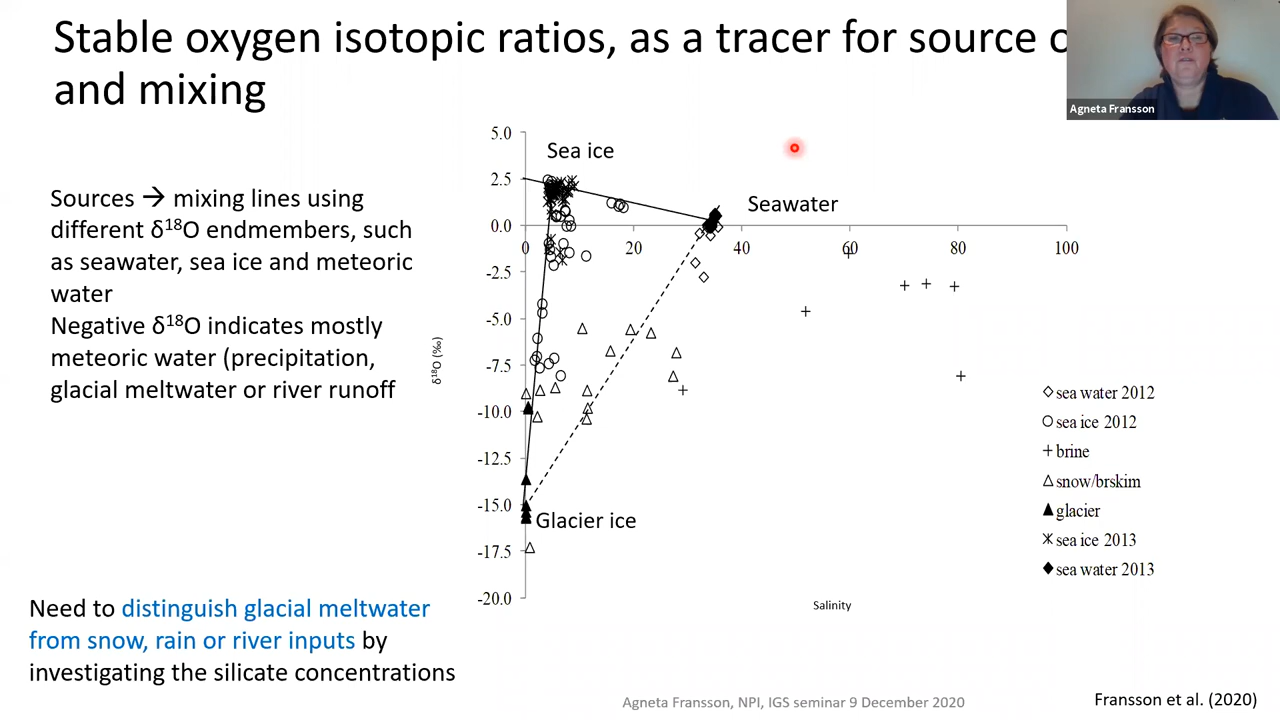 Stable oxygen isotopic ratios, as a tracer for source
and mixing
Agneta Fransson
Sources → mixing lines using
different δ¹⁸O endmembers, such
as seawater, sea ice and meteoric
water
Negative δ¹⁸O indicates mostly
meteoric water (precipitation,
glacial meltwater or river runoff
Need to distinguish glacial meltwater
from snow, rain or river inputs by
investigating the silicate concentrations
δ¹⁸O (‰)
5.0
2.5
0.0
-2.5
-5.0
-7.5
-10.0
-12.5
-15.0
-17.5
-20.0
0 20 40 60 80 100
Sea ice
Seawater
Glacier ice
Salinity
sea water 2012
sea ice 2012
brine
snow/brskim
glacier
sea ice 2013
sea water 2013
Agneta Fransson, NPI, IGS seminar 9 December 2020
Fransson et al. (2020)